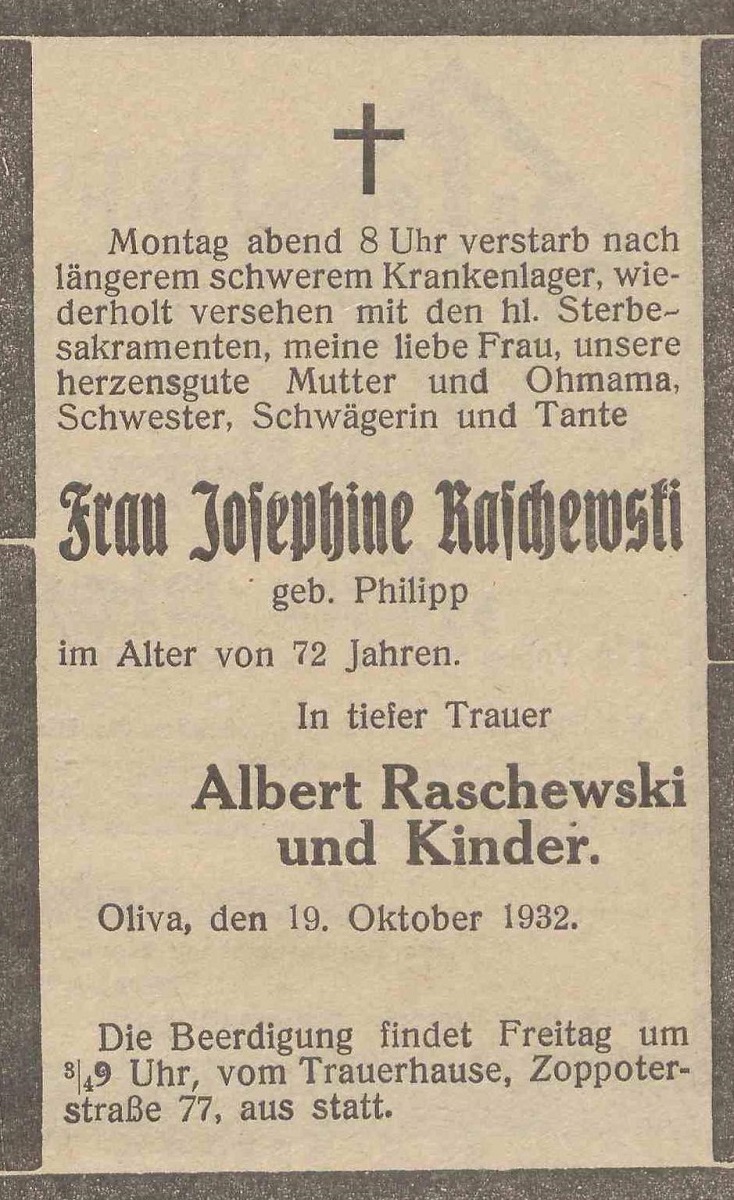 Montag abend 8 Uhr verstarb nach
längerem schwerem Krankenlager, wie-
derholt versehen mit den hl. Sterbe-
sakramenten, meine liebe Frau, unsere
herzensgute Mutter und Ohmama,
Schwester, Schwägerin und Tante
Frau Josephine Raschewski
geb. Philipp
im Alter von 72 Jahren.
In tiefer Trauer
Albert Raschewski
und Kinder.
Oliva, den 19. Oktober 1932.
Die Beerdigung findet Freitag um
3/49 Uhr, vom Trauerhause, Zoppoter-
straße 77, aus statt.